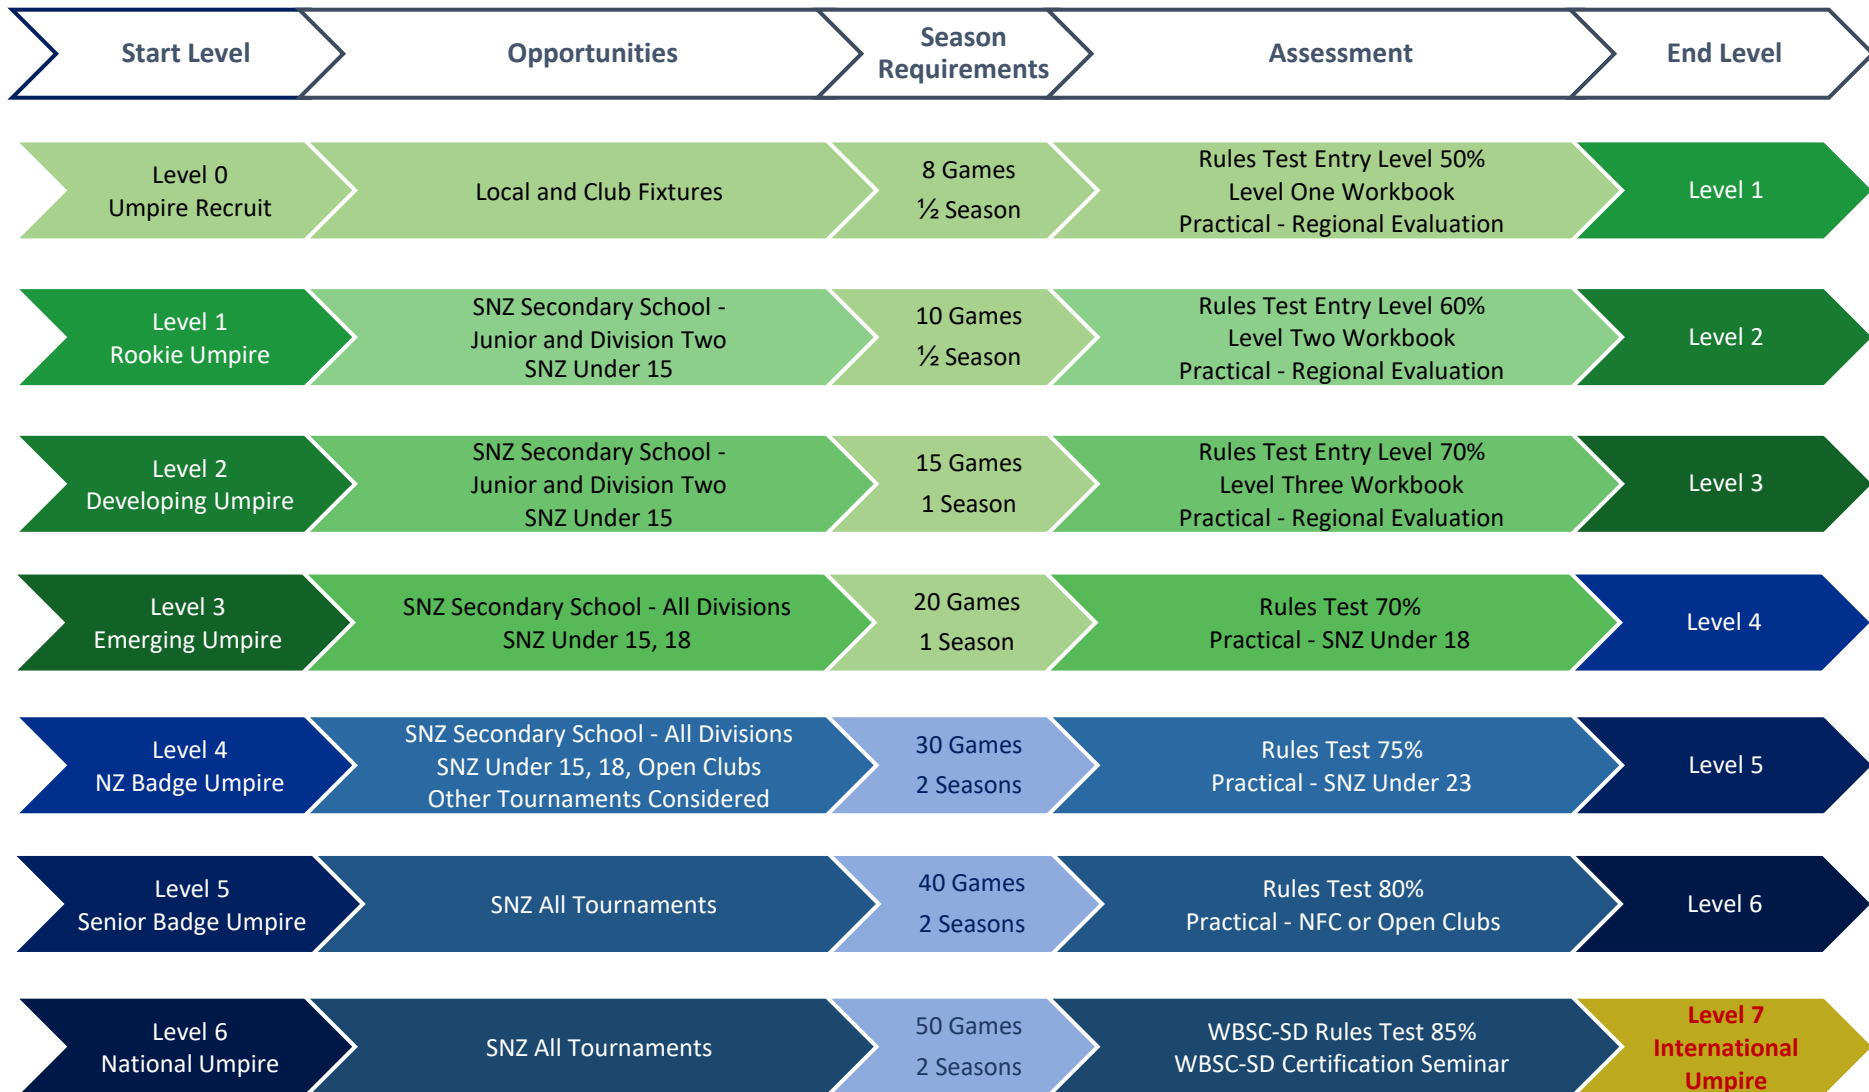 Start Level
Opportunities
Season
Requirements
Assessment
End Level
Level 0
Umpire Recruit
Local and Club Fixtures
8 Games
½ Season
Rules Test Entry Level 50%
Level One Workbook
Practical - Regional Evaluation
Level 1
Level 1
Rookie Umpire
SNZ Secondary School -
Junior and Division Two
SNZ Under 15
10 Games
½ Season
Rules Test Entry Level 60%
Level Two Workbook
Practical - Regional Evaluation
Level 2
Level 2
Developing Umpire
SNZ Secondary School -
Junior and Division Two
SNZ Under 15
15 Games
1 Season
Rules Test Entry Level 70%
Level Three Workbook
Practical - Regional Evaluation
Level 3
Level 3
Emerging Umpire
SNZ Secondary School - All Divisions
SNZ Under 15, 18
20 Games
1 Season
Rules Test 70%
Practical - SNZ Under 18
Level 4
Level 4
NZ Badge Umpire
SNZ Secondary School - All Divisions
SNZ Under 15, 18, Open Clubs
Other Tournaments Considered
30 Games
2 Seasons
Rules Test 75%
Practical - SNZ Under 23
Level 5
Level 5
Senior Badge Umpire
SNZ All Tournaments
40 Games
2 Seasons
Rules Test 80%
Practical - NFC or Open Clubs
Level 6
Level 6
National Umpire
SNZ All Tournaments
50 Games
2 Seasons
WBSC-SD Rules Test 85%
WBSC-SD Certification Seminar
Level 7
International
Umpire